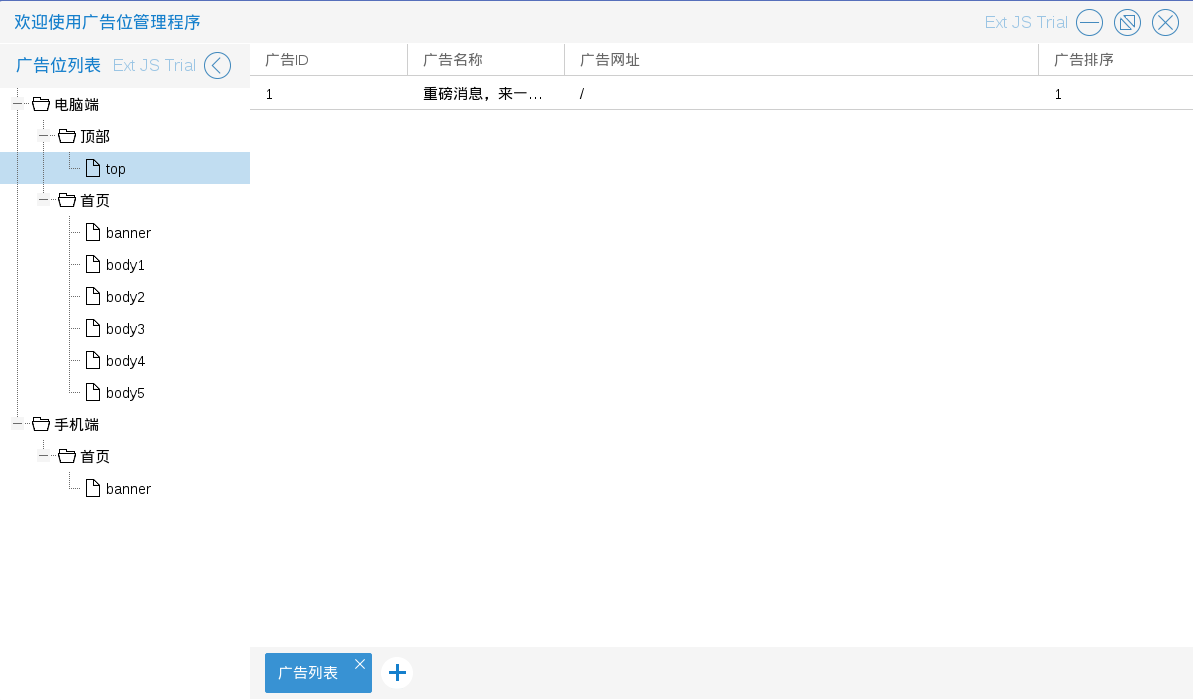 欢迎使用广告位管理程序 Ext JS Trial
广告位列表 Ext JS Trial
电脑端
顶部
top
首页
banner
body1
body2
body3
body4
body5
手机端
首页
banner
广告ID 广告名称 广告网址 广告排序
1 重磅消息，来一... / 1
广告列表